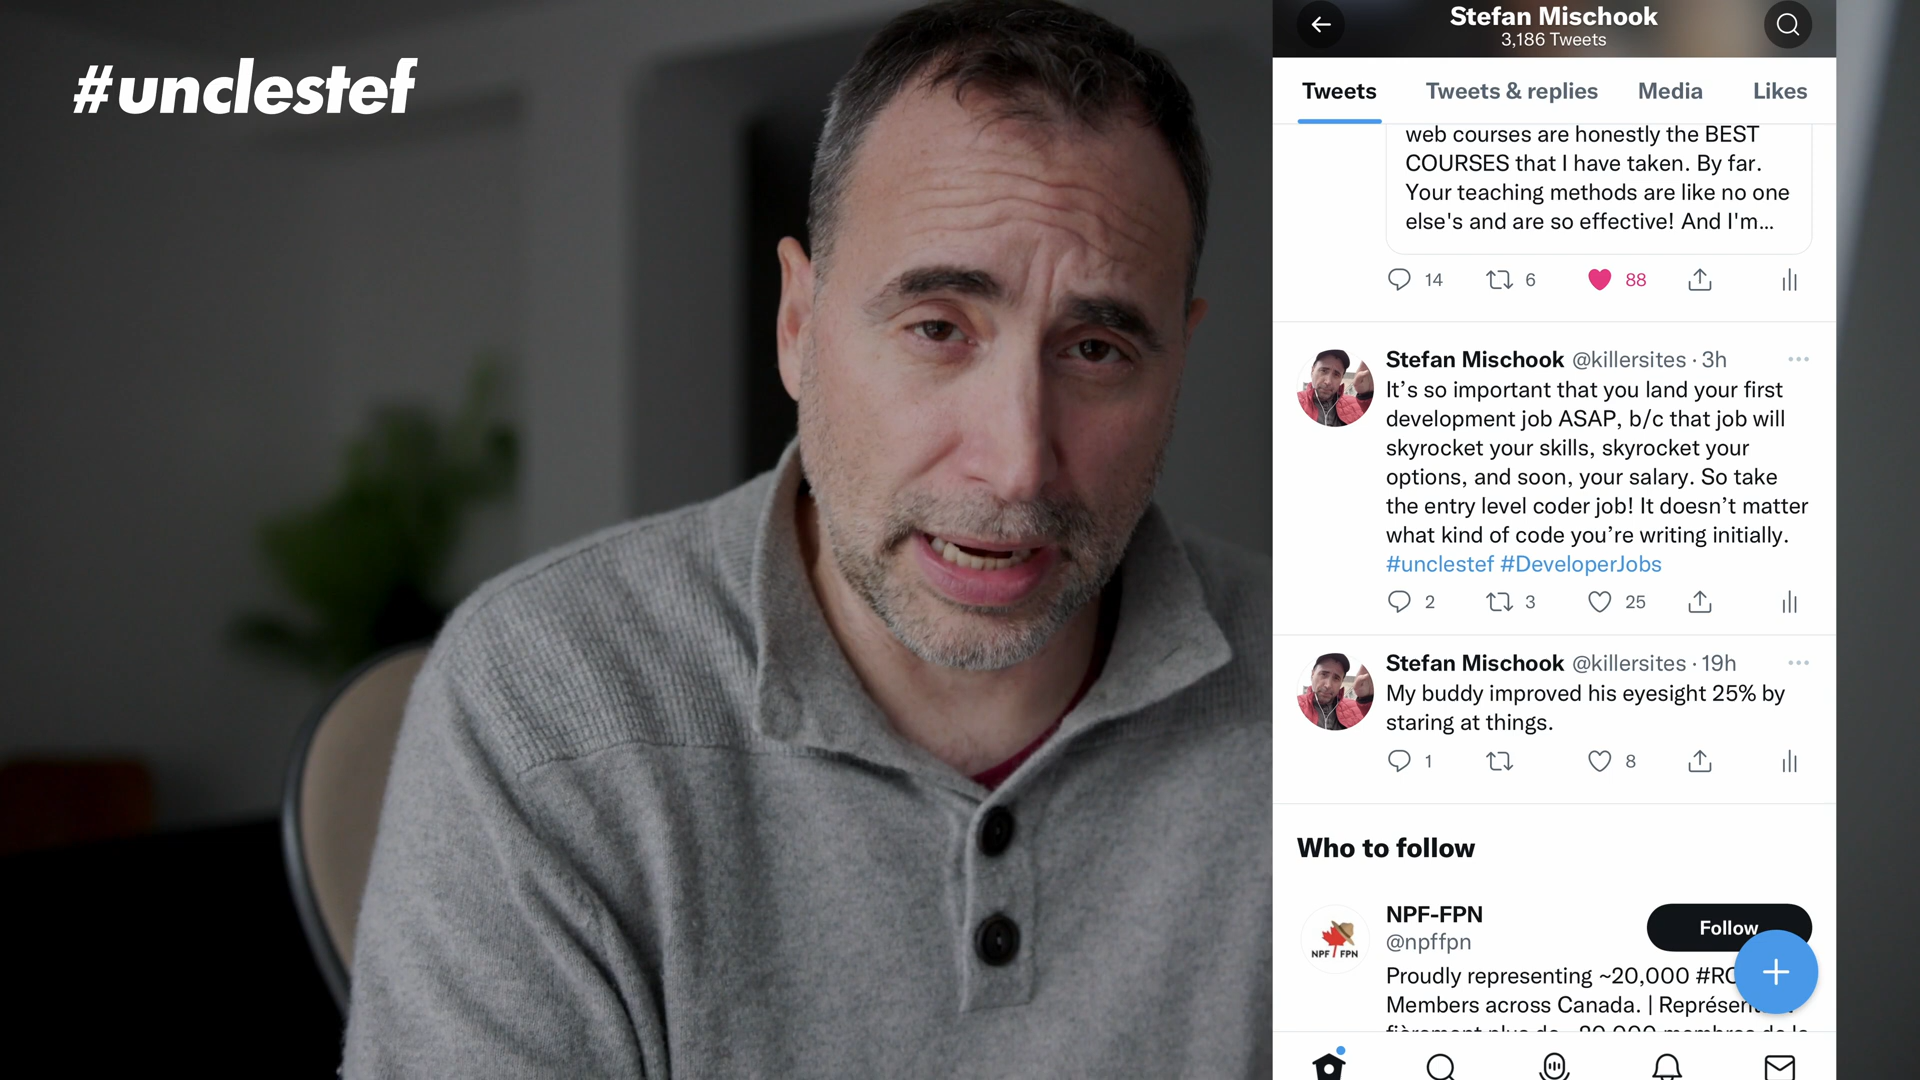 #unclestef
Stefan Mischook
3,186 Tweets
Tweets Tweets & replies Media Likes
web courses are honestly the BEST
COURSES that I have taken. By far.
Your teaching methods are like no one
else's and are so effective! And I'm...
14 6 88
Stefan Mischook @killersites · 3h
It’s so important that you land your first
development job ASAP, b/c that job will
skyrocket your skills, skyrocket your
options, and soon, your salary. So take
the entry level coder job! It doesn’t matter
what kind of code you’re writing initially.
#unclestef #DeveloperJobs
2 3 25
Stefan Mischook @killersites · 19h
My buddy improved his eyesight 25% by
staring at things.
1 8
Who to follow
NPF-FPN
@npffpn
Follow
NPF FPN
Proudly representing ~20,000
Members across Canada. |